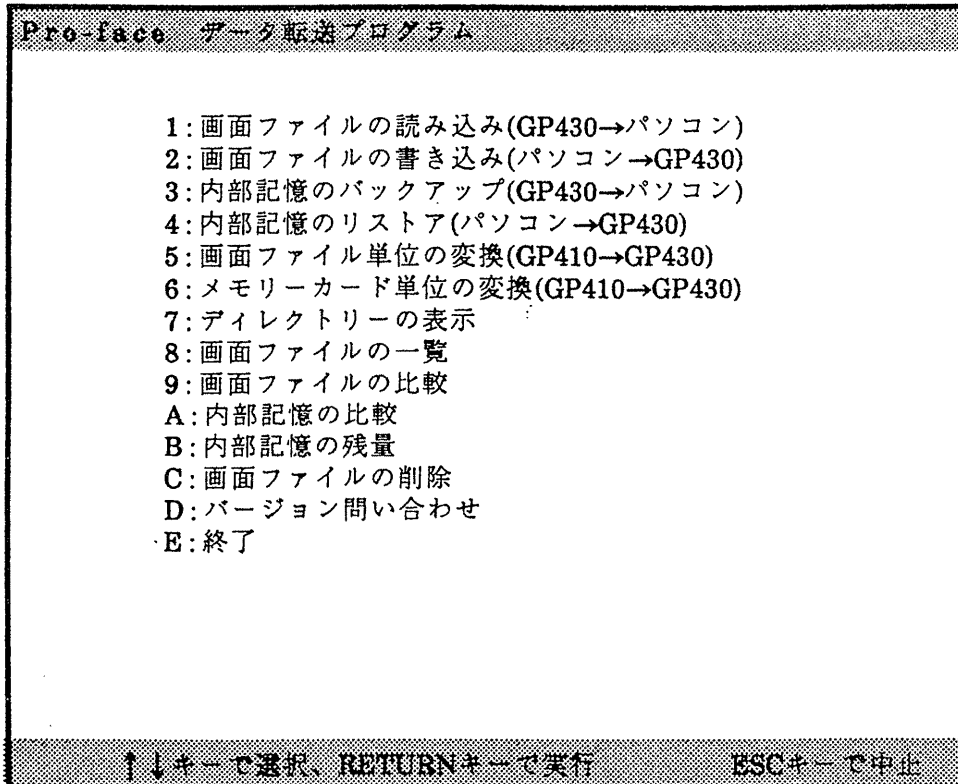 Pro-face データ転送プログラム
1:画面ファイルの読み込み(GP430→パソコン)
2:画面ファイルの書き込み(パソコン→GP430)
3:内部記憶のバックアップ(GP430→パソコン)
4:内部記憶のリストア(パソコン→GP430)
5:画面ファイル単位の変換(GP410→GP430)
6:メモリーカード単位の変換(GP410→GP430)
7:ディレクトリーの表示
8:画面ファイルの一覧
9:画面ファイルの比較
A:内部記憶の比較
B:内部記憶の残量
C:画面ファイルの削除
D:バージョン問い合わせ
E:終了
↑↓キーで選択、RETURNキーで実行 ESCキーで中止